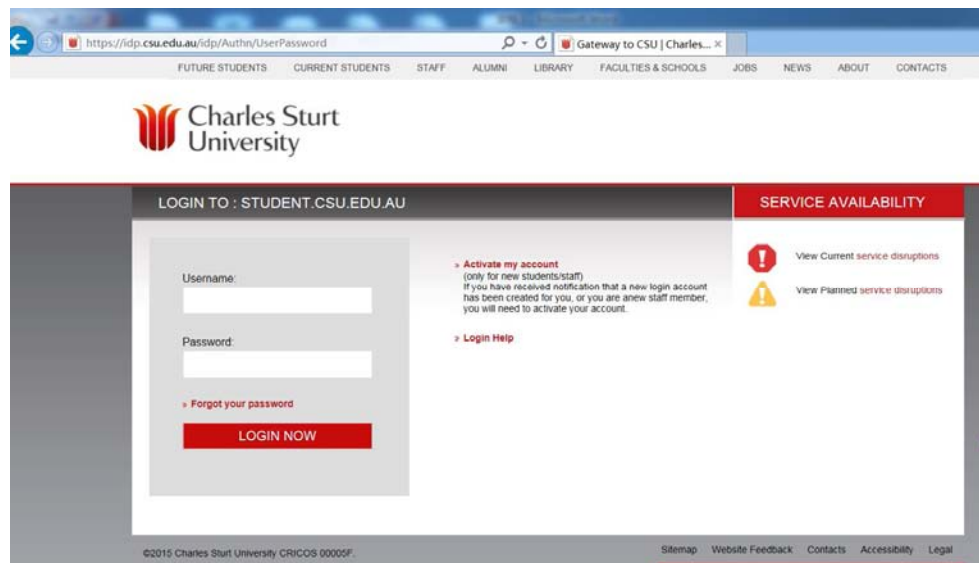 https://idp.csu.edu.au/idp/Authn/UserPassword
Gateway to CSU | Charles...
FUTURE STUDENTS CURRENT STUDENTS STAFF ALUMNI LIBRARY FACULTIES & SCHOOLS JOBS NEWS ABOUT CONTACTS
Charles Sturt
University
LOGIN TO : STUDENT.CSU.EDU.AU
SERVICE AVAILABILITY
Username:
Password:
» Forgot your password
LOGIN NOW
» Activate my account
(only for new students/staff)
If you have received notification that a new login account
has been created for you, or you are anew staff member,
you will need to activate your account.
» Login Help
View Current service disruptions
View Planned service disruptions
©2015 Charles Sturt University CRICOS 00005F.
Sitemap Website Feedback Contacts Accessibility Legal